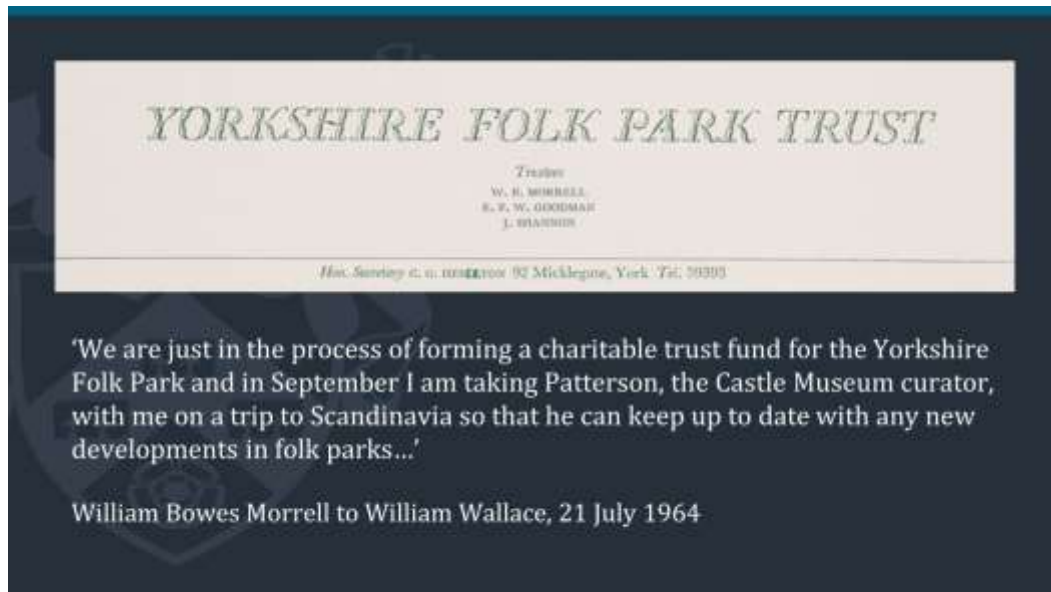 YORKSHIRE FOLK PARK TRUST
Trustees
W. B. MORRELL
E. F. W. GOODMAN
J. SHANNON
Hon. Secretary 92 Micklegate, York Tel. 59393
‘We are just in the process of forming a charitable trust fund for the Yorkshire
Folk Park and in September I am taking Patterson, the Castle Museum curator,
with me on a trip to Scandinavia so that he can keep up to date with any new
developments in folk parks…’
William Bowes Morrell to William Wallace, 21 July 1964